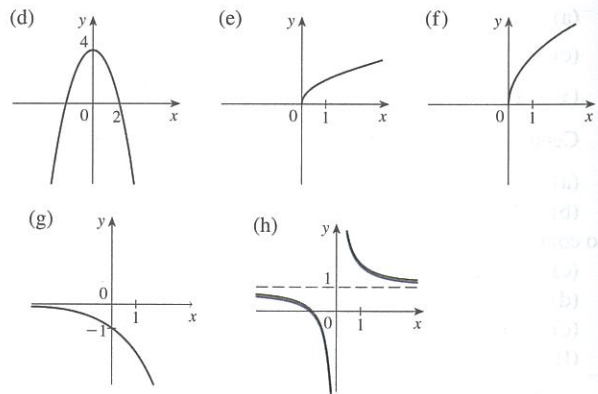 (d) y 4 0 2 x
(e) y 0 1 x
(f) y 0 1 x
(g) y 0 1 x −1
(h) y 1 0 1 x